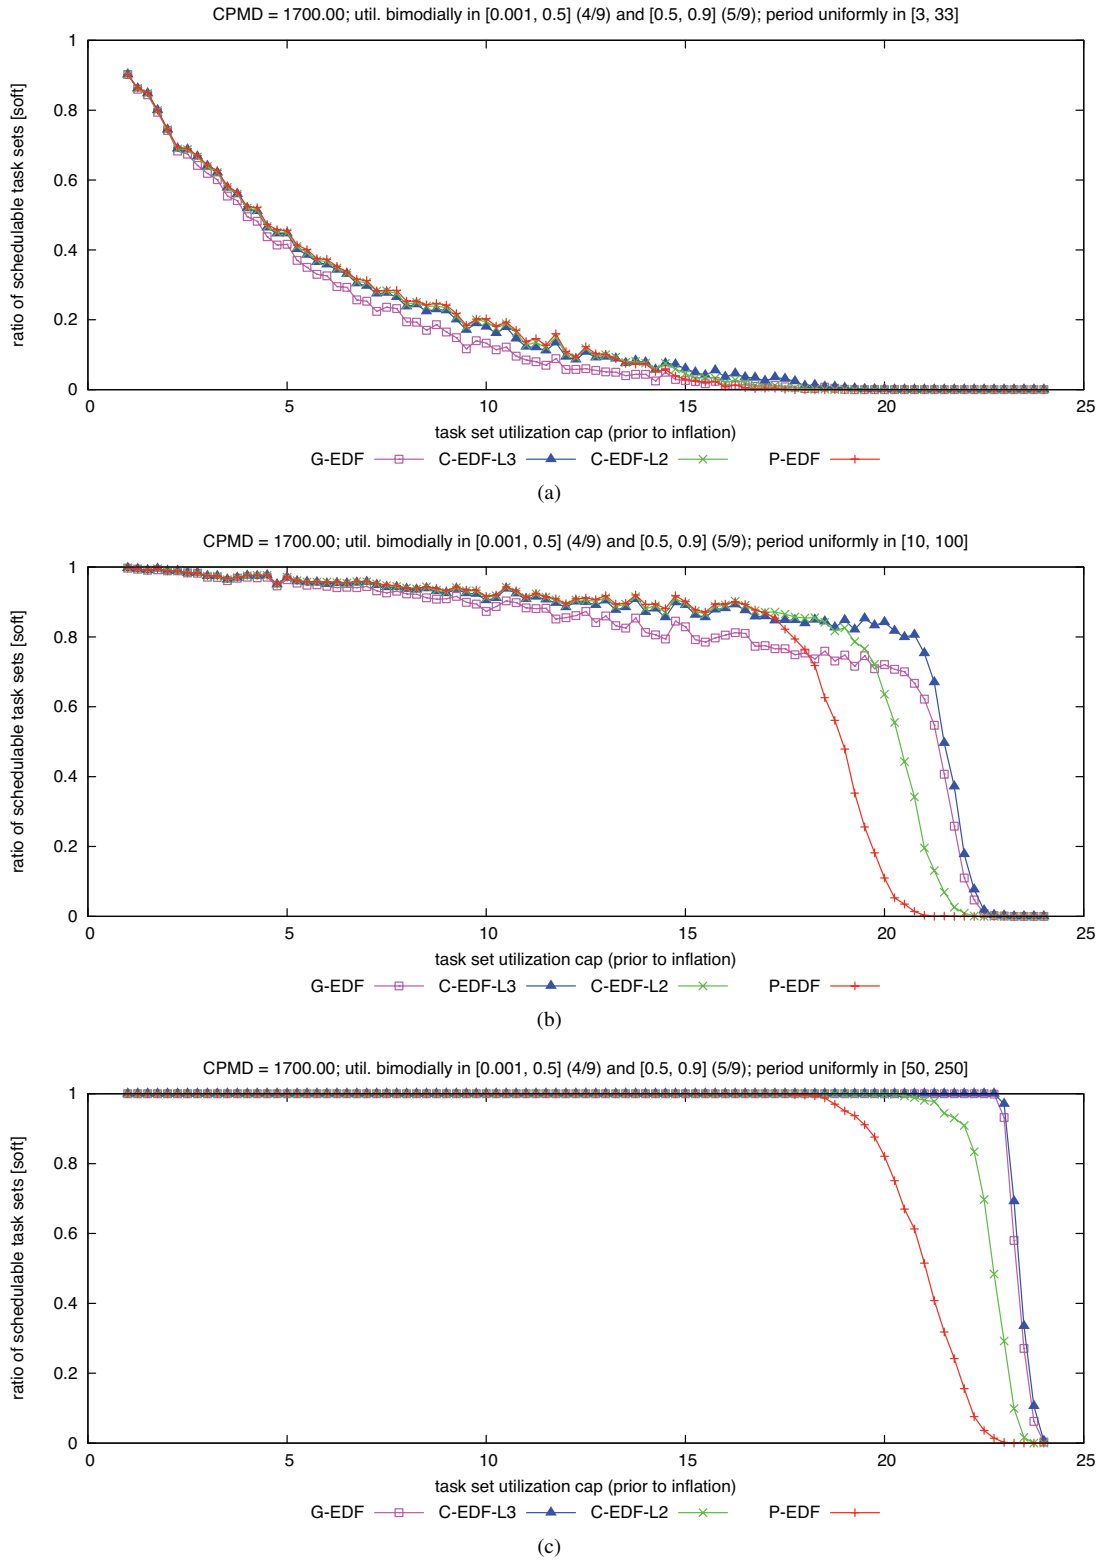 CPMD = 1700.00; util. bimodially in [0.001, 0.5] (4/9) and [0.5, 0.9] (5/9); period uniformly in [3, 33]
ratio of schedulable task sets [soft]
1
0.8
0.6
0.4
0.2
0
0 5 10 15 20 25
task set utilization cap (prior to inflation)
G-EDF C-EDF-L3 C-EDF-L2 P-EDF
(a)
CPMD = 1700.00; util. bimodially in [0.001, 0.5] (4/9) and [0.5, 0.9] (5/9); period uniformly in [10, 100]
ratio of schedulable task sets [soft]
1
0.8
0.6
0.4
0.2
0
0 5 10 15 20 25
task set utilization cap (prior to inflation)
G-EDF C-EDF-L3 C-EDF-L2 P-EDF
(b)
CPMD = 1700.00; util. bimodially in [0.001, 0.5] (4/9) and [0.5, 0.9] (5/9); period uniformly in [50, 250]
ratio of schedulable task sets [soft]
1
0.8
0.6
0.4
0.2
0
0 5 10 15 20 25
task set utilization cap (prior to inflation)
G-EDF C-EDF-L3 C-EDF-L2 P-EDF
(c)